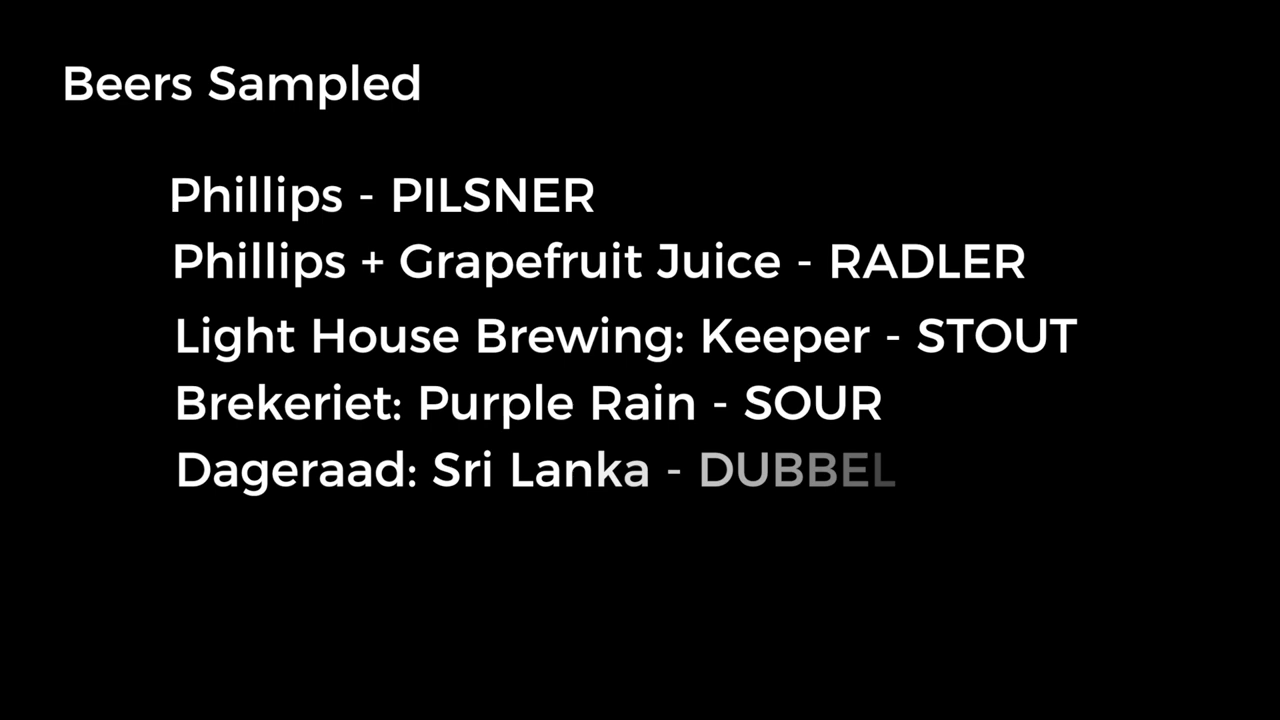 Beers Sampled
Phillips - PILSNER
Phillips + Grapefruit Juice - RADLER
Light House Brewing: Keeper - STOUT
Brekeriet: Purple Rain - SOUR
Dageraad: Sri Lanka - DUBBEL